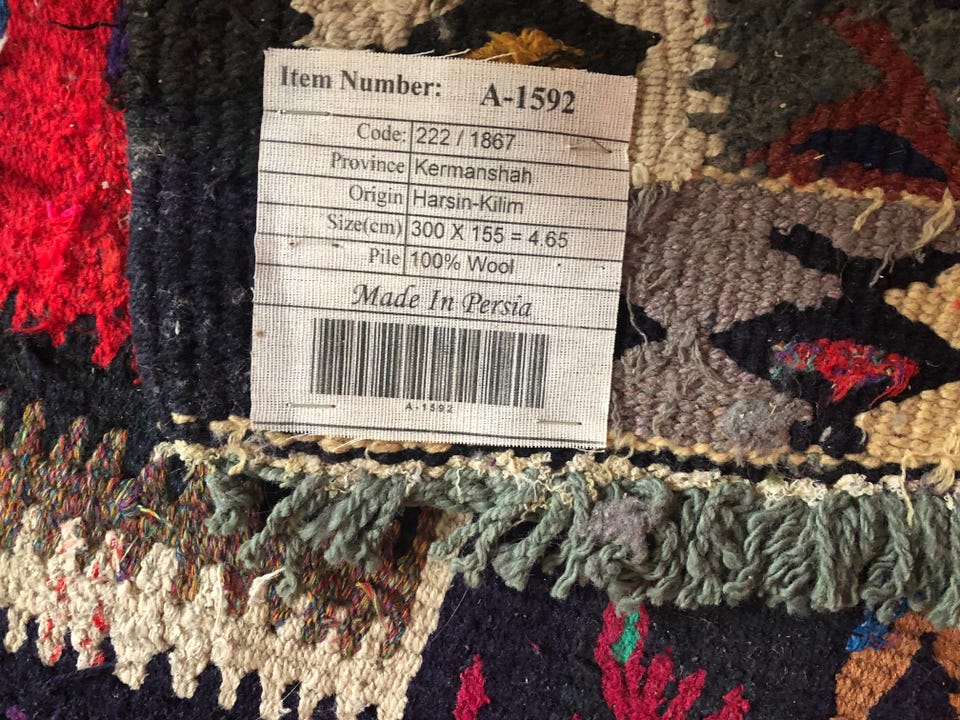 Item Number: A-1592
Code: 222 / 1867
Province Kermanshah
Origin Harsin-Kilim
Size(cm) 300 X 155 = 4.65
Pile 100% Wool
Made In Persia
A-1592